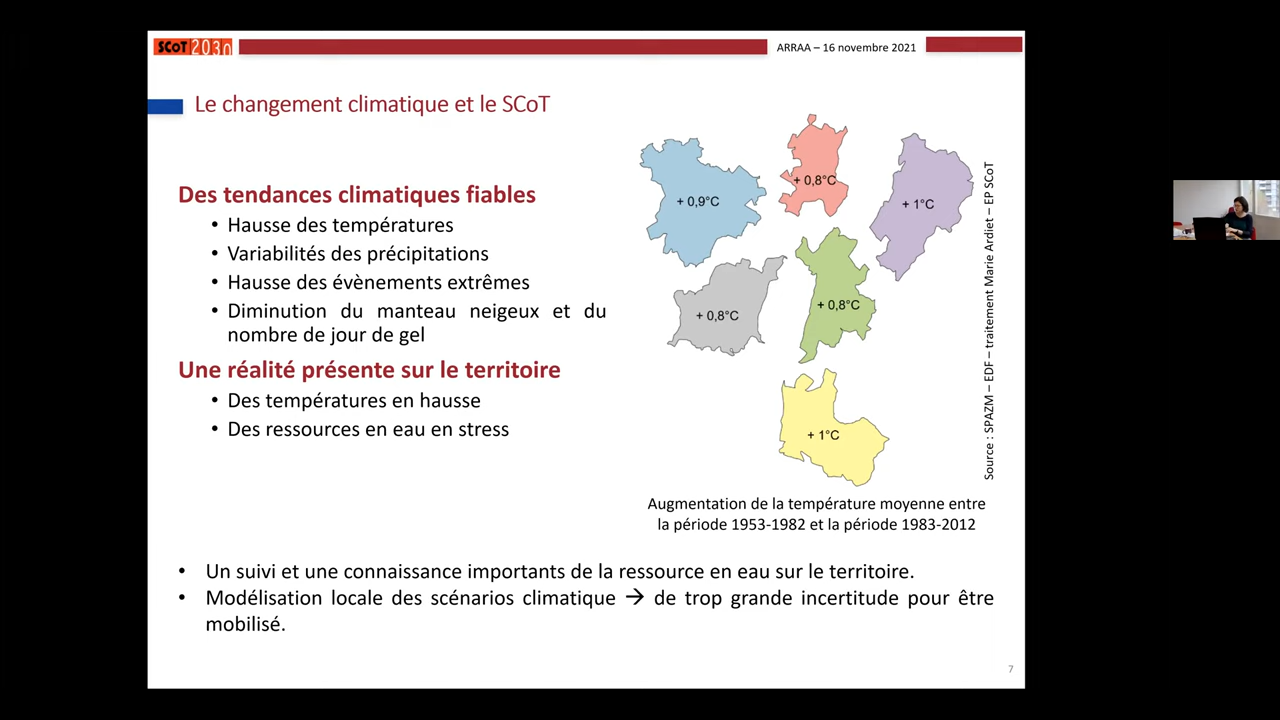 SCoT 2030
ARRAA – 16 novembre 2021
Le changement climatique et le SCoT
Des tendances climatiques fiables
• Hausse des températures
• Variabilités des précipitations
• Hausse des évènements extrêmes
• Diminution du manteau neigeux et du
nombre de jour de gel
Une réalité présente sur le territoire
• Des températures en hausse
• Des ressources en eau en stress
+ 0,9°C
+ 0,8°C
+ 1°C
+ 0,8°C
+ 0,8°C
+ 1°C
Source : SPAZM – EDF – traitement Marie Ardiet – EP SCoT
Augmentation de la température moyenne entre
la période 1953-1982 et la période 1983-2012
• Un suivi et une connaissance importants de la ressource en eau sur le territoire.
• Modélisation locale des scénarios climatique → de trop grande incertitude pour être
mobilisé.
7